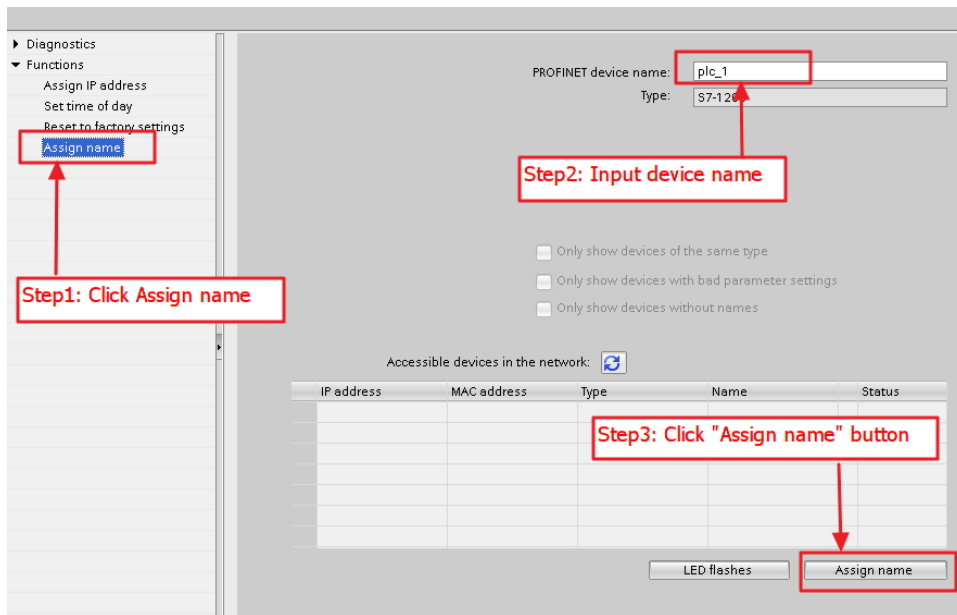 Diagnostics
Functions
Assign IP address
Set time of day
Reset to factory settings
Assign name
Step1: Click Assign name
PROFINET device name: plc_1
Type: S7-1200
Step2: Input device name
Only show devices of the same type
Only show devices with bad parameter settings
Only show devices without names
Accessible devices in the network:
IP address MAC address Type Name Status
Step3: Click "Assign name" button
LED flashes Assign name